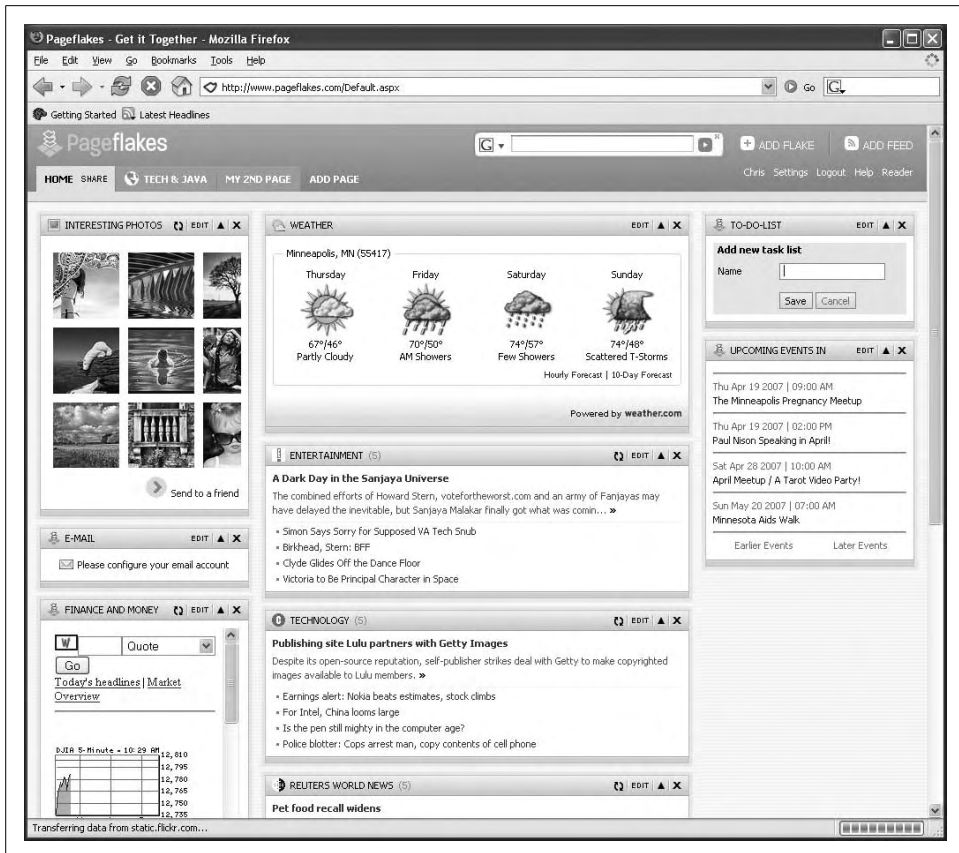 Pageflakes - Get it Together - Mozilla Firefox
File Edit View Go Bookmarks Tools Help
http://www.pageflakes.com/Default.aspx
Go
G
Getting Started Latest Headlines
Pageflakes
G
ADD FLAKE
ADD FEED
HOME SHARE TECH & JAVA MY 2ND PAGE ADD PAGE
Chris Settings Logout Help Reader
INTERESTING PHOTOS EDIT
Send to a friend
E-MAIL EDIT
Please configure your email account
FINANCE AND MONEY EDIT
W
Quote
Go
Today's headlines | Market
Overview
DJIA 5-Minute - 10:29 AM
12,810
12,795
12,780
12,765
12,750
12,735
WEATHER EDIT
Minneapolis, MN (55417)
Thursday Friday Saturday Sunday
67°/46° 70°/50° 74°/57° 74°/48°
Partly Cloudy AM Showers Few Showers Scattered T-Storms
Hourly Forecast | 10-Day Forecast
Powered by weather.com
ENTERTAINMENT (5) EDIT
A Dark Day in the Sanjaya Universe
The combined efforts of Howard Stern, votefortheworst.com and an army of Fanjayas may
have delayed the inevitable, but Sanjaya Malakar finally got what was comin... »
Simon Says Sorry for Supposed VA Tech Snub
Birkhead, Stern: BFF
Clyde Glides Off the Dance Floor
Victoria to Be Principal Character in Space
TECHNOLOGY (5) EDIT
Publishing site Lulu partners with Getty Images
Despite its open-source reputation, self-publisher strikes deal with Getty to make copyrighted
images available to Lulu members. »
Earnings alert: Nokia beats estimates, stock climbs
For Intel, China looms large
Is the pen still mighty in the computer age?
Police blotter: Cops arrest man, copy contents of cell phone
REUTERS WORLD NEWS (5) EDIT
Pet food recall widens
TO-DO-LIST EDIT
Add new task list
Name
Save Cancel
UPCOMING EVENTS IN EDIT
Thu Apr 19 2007 | 09:00 AM
The Minneapolis Pregnancy Meetup
Thu Apr 19 2007 | 02:00 PM
Paul Nison Speaking in April!
Sat Apr 28 2007 | 10:00 AM
April Meetup / A Tarot Video Party!
Sun May 20 2007 | 07:00 AM
Minnesota Aids Walk
Earlier Events Later Events
Transferring data from static.flickr.com...